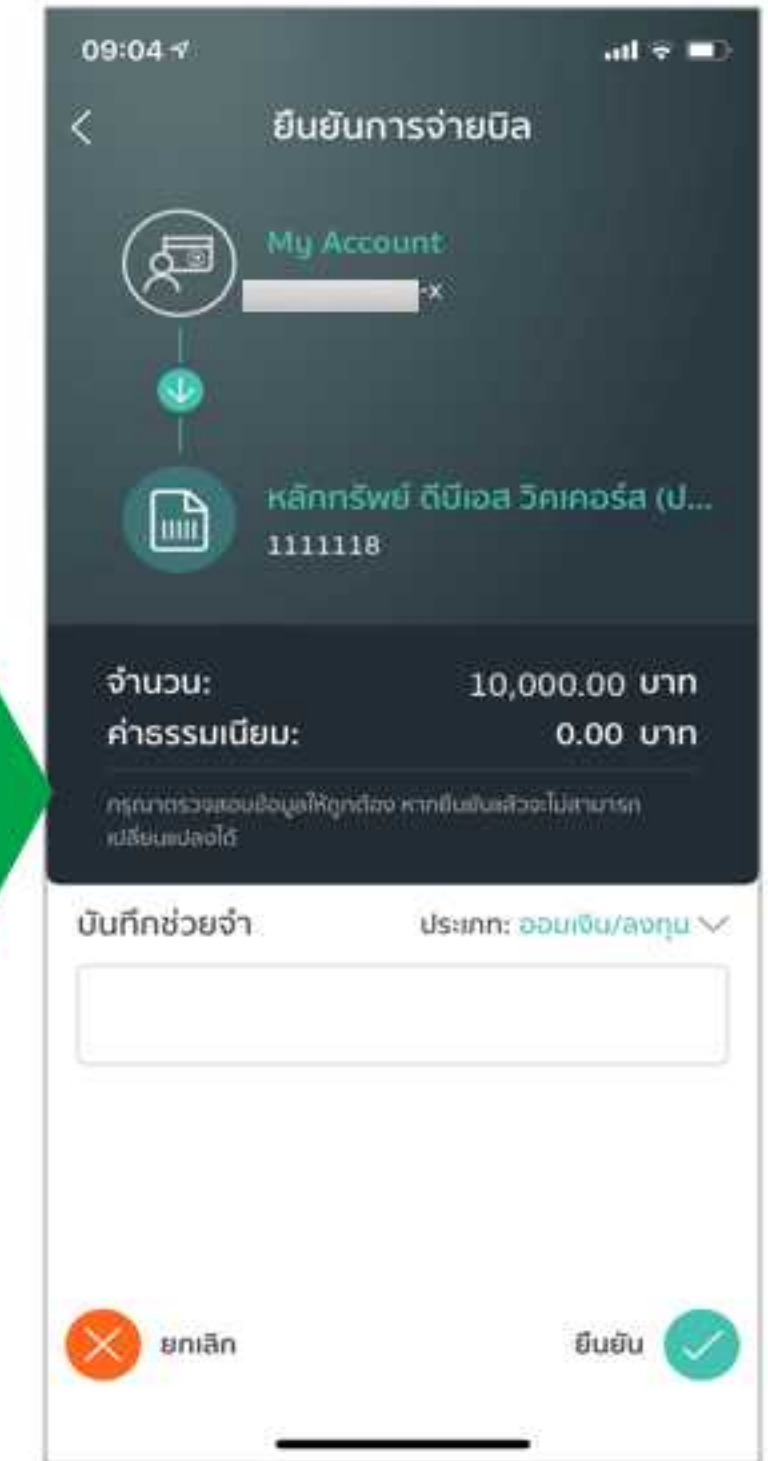 09:04
ยืนยันการจ่ายบิล
My Account
-x
หลักทรัพย์ ดีบีเอส วิคเคอร์ส (ป...
1111118
จำนวน: 10,000.00 บาท
ค่าธรรมเนียม: 0.00 บาท
กรุณาตรวจสอบข้อมูลให้ถูกต้อง หากยืนยันแล้วจะไม่สามารถ
เปลี่ยนแปลงได้
บันทึกช่วยจำ ประเภท: ออมเงิน/ลงทุน
ยกเลิก ยืนยัน